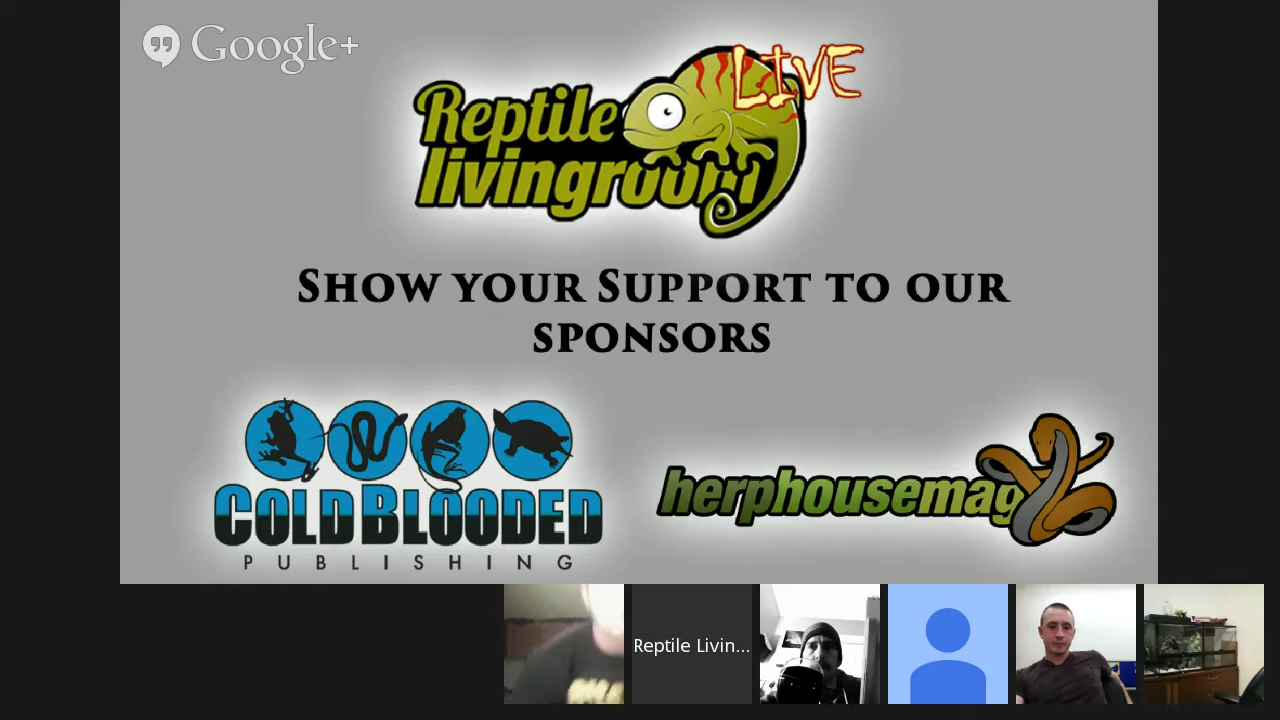 Google+
LIVE
Reptile
livingroom
Show your Support to our
sponsors
ColdBlooded
PUBLISHING
herphousemag
Reptile Livin...